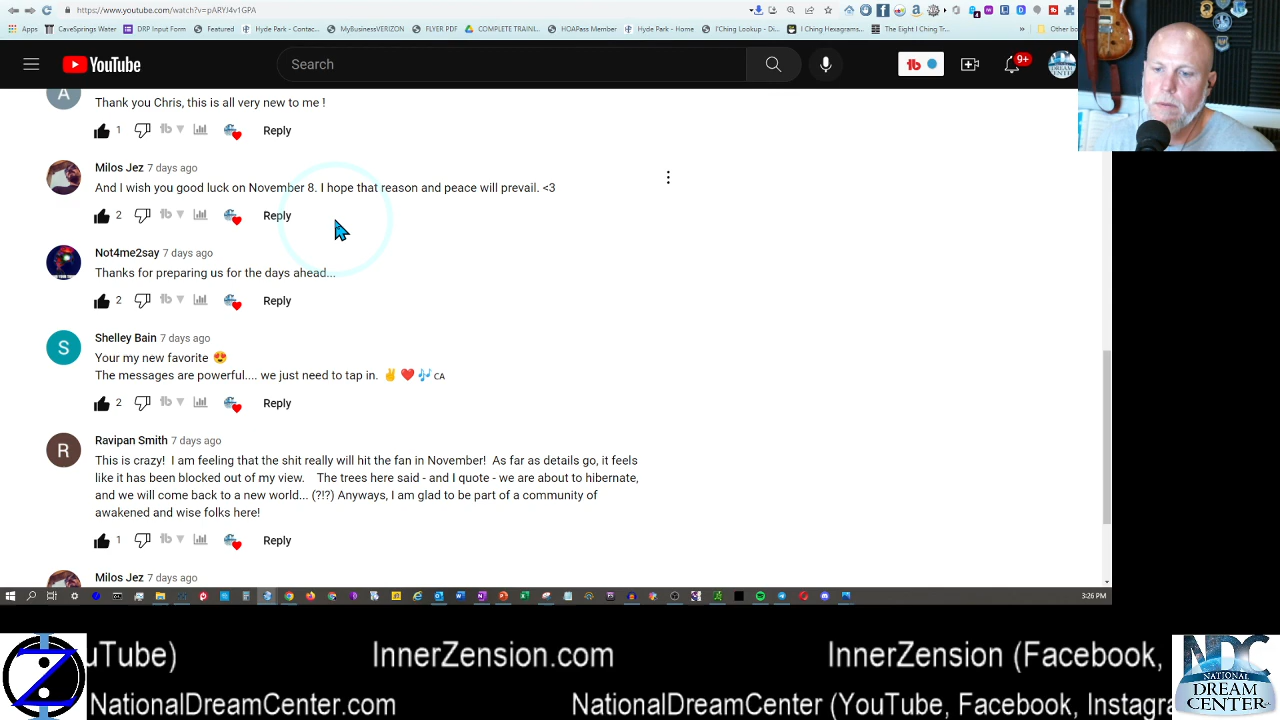 https://www.youtube.com/watch?v=pARYJ4v1GPA
Apps CaveSprings Water DRP Input Form Featured Hyde Park - Contac... MyBusinessVERIZON FLYER PDF COMPLETE TRAINI... HOAPass Member Hyde Park - Home I'Ching Lookup - Di... I Ching Hexagrams... The Eight I Ching Tr... » Other bo
YouTube
Search
9+
A
Thank you Chris, this is all very new to me !
1 Reply
Milos Jez 7 days ago
And I wish you good luck on November 8. I hope that reason and peace will prevail. <3
2 Reply
Not4me2say 7 days ago
Thanks for preparing us for the days ahead...
2 Reply
S
Shelley Bain 7 days ago
Your my new favorite 😍
The messages are powerful.... we just need to tap in. ✌️ ❤️ 🎶 CA
2 Reply
R
Ravipan Smith 7 days ago
This is crazy! I am feeling that the shit really will hit the fan in November! As far as details go, it feels
like it has been blocked out of my view. The trees here said - and I quote - we are about to hibernate,
and we will come back to a new world... (?!?) Anyways, I am glad to be part of a community of
awakened and wise folks here!
1 Reply
Milos Jez 7 days ago
3:26 PM
uTube) InnerZension.com InnerZension (Facebook,
NationalDreamCenter.com NationalDreamCenter (YouTube, Facebook, Instagra
NDC
NATIONAL
DREAM
CENTER